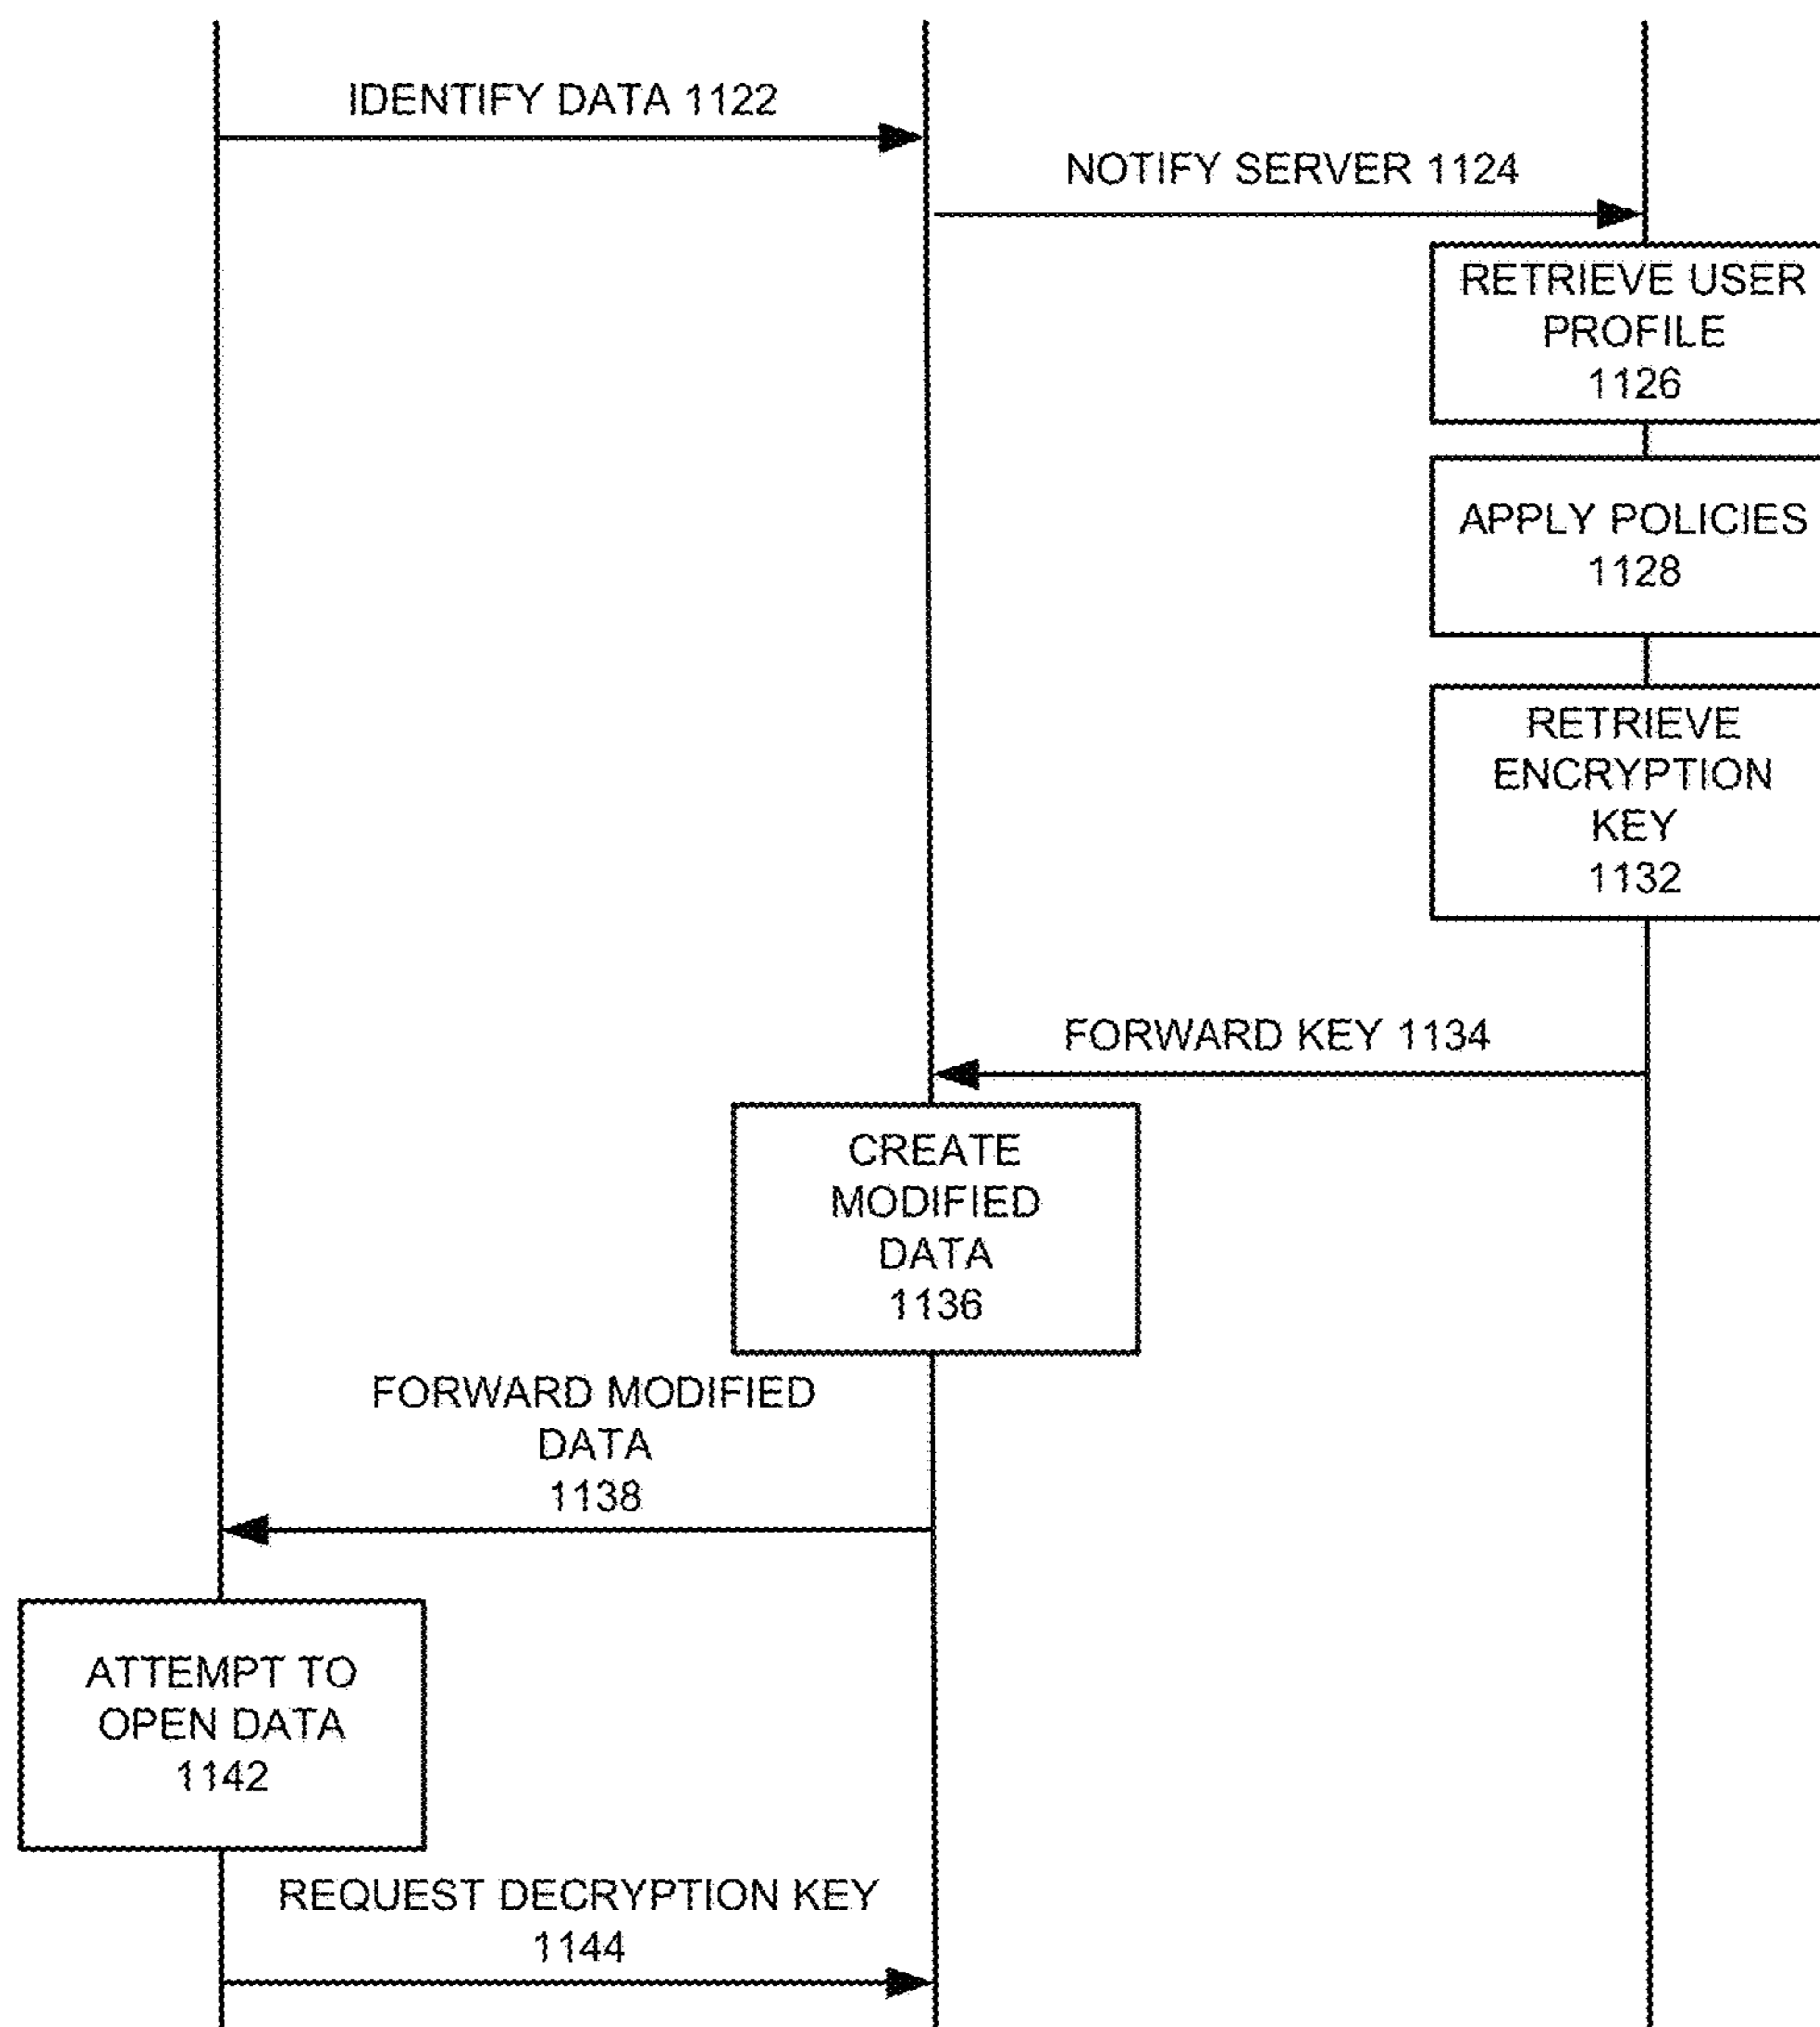 IDENTIFY DATA 1122
NOTIFY SERVER 1124
RETRIEVE USER
PROFILE
1126
APPLY POLICIES
1128
RETRIEVE
ENCRYPTION
KEY
1132
FORWARD KEY 1134
CREATE
MODIFIED
DATA
1136
FORWARD MODIFIED
DATA
1138
ATTEMPT TO
OPEN DATA
1142
REQUEST DECRYPTION KEY
1144